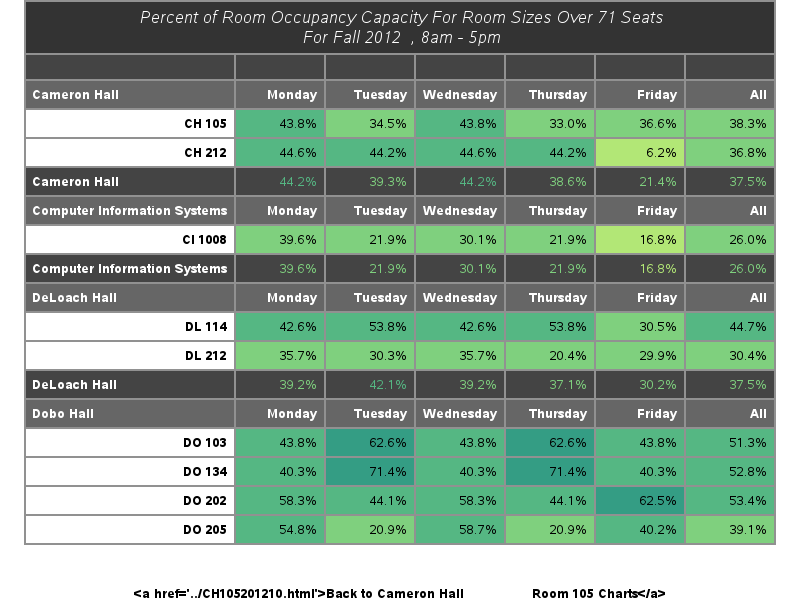 Percent of Room Occupancy Capacity For Room Sizes Over 71 Seats
For Fall 2012 , 8am - 5pm
Cameron Hall Monday Tuesday Wednesday Thursday Friday All
CH 105 43.8% 34.5% 43.8% 33.0% 36.6% 38.3%
CH 212 44.6% 44.2% 44.6% 44.2% 6.2% 36.8%
Cameron Hall 44.2% 39.3% 44.2% 38.6% 21.4% 37.5%
Computer Information Systems Monday Tuesday Wednesday Thursday Friday All
CI 1008 39.6% 21.9% 30.1% 21.9% 16.8% 26.0%
Computer Information Systems 39.6% 21.9% 30.1% 21.9% 16.8% 26.0%
DeLoach Hall Monday Tuesday Wednesday Thursday Friday All
DL 114 42.6% 53.8% 42.6% 53.8% 30.5% 44.7%
DL 212 35.7% 30.3% 35.7% 20.4% 29.9% 30.4%
DeLoach Hall 39.2% 42.1% 39.2% 37.1% 30.2% 37.5%
Dobo Hall Monday Tuesday Wednesday Thursday Friday All
DO 103 43.8% 62.6% 43.8% 62.6% 43.8% 51.3%
DO 134 40.3% 71.4% 40.3% 71.4% 40.3% 52.8%
DO 202 58.3% 44.1% 58.3% 44.1% 62.5% 53.4%
DO 205 54.8% 20.9% 58.7% 20.9% 40.2% 39.1%
<a href='../CH105201210.html'>Back to Cameron Hall Room 105 Charts</a>